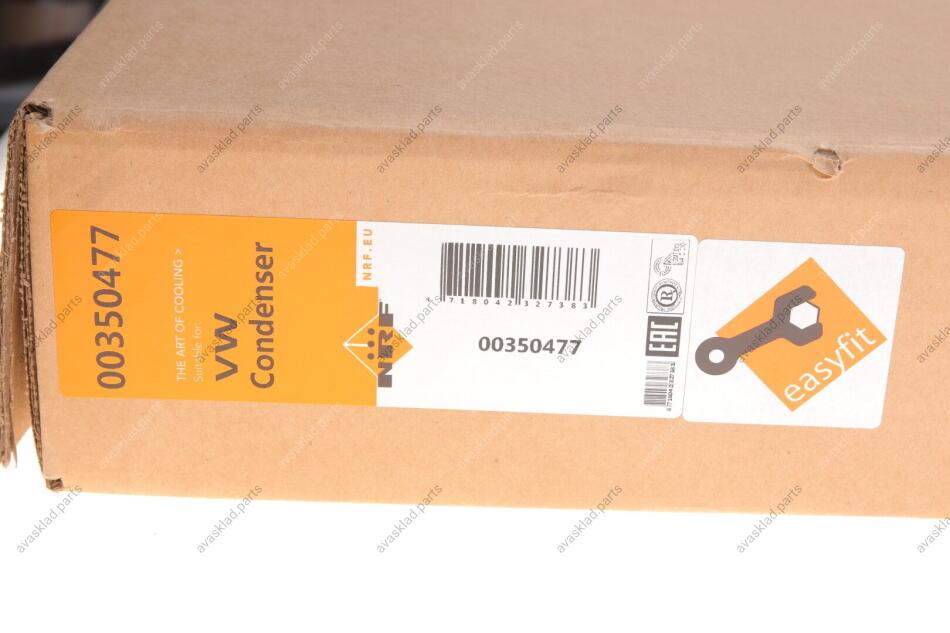 00350477
THE ART OF COOLING >
Suitable for:
VW
Condenser
NRF.EU
NRF
8 718042 327383
00350477
R
EAC
easyfit
avasklad.parts